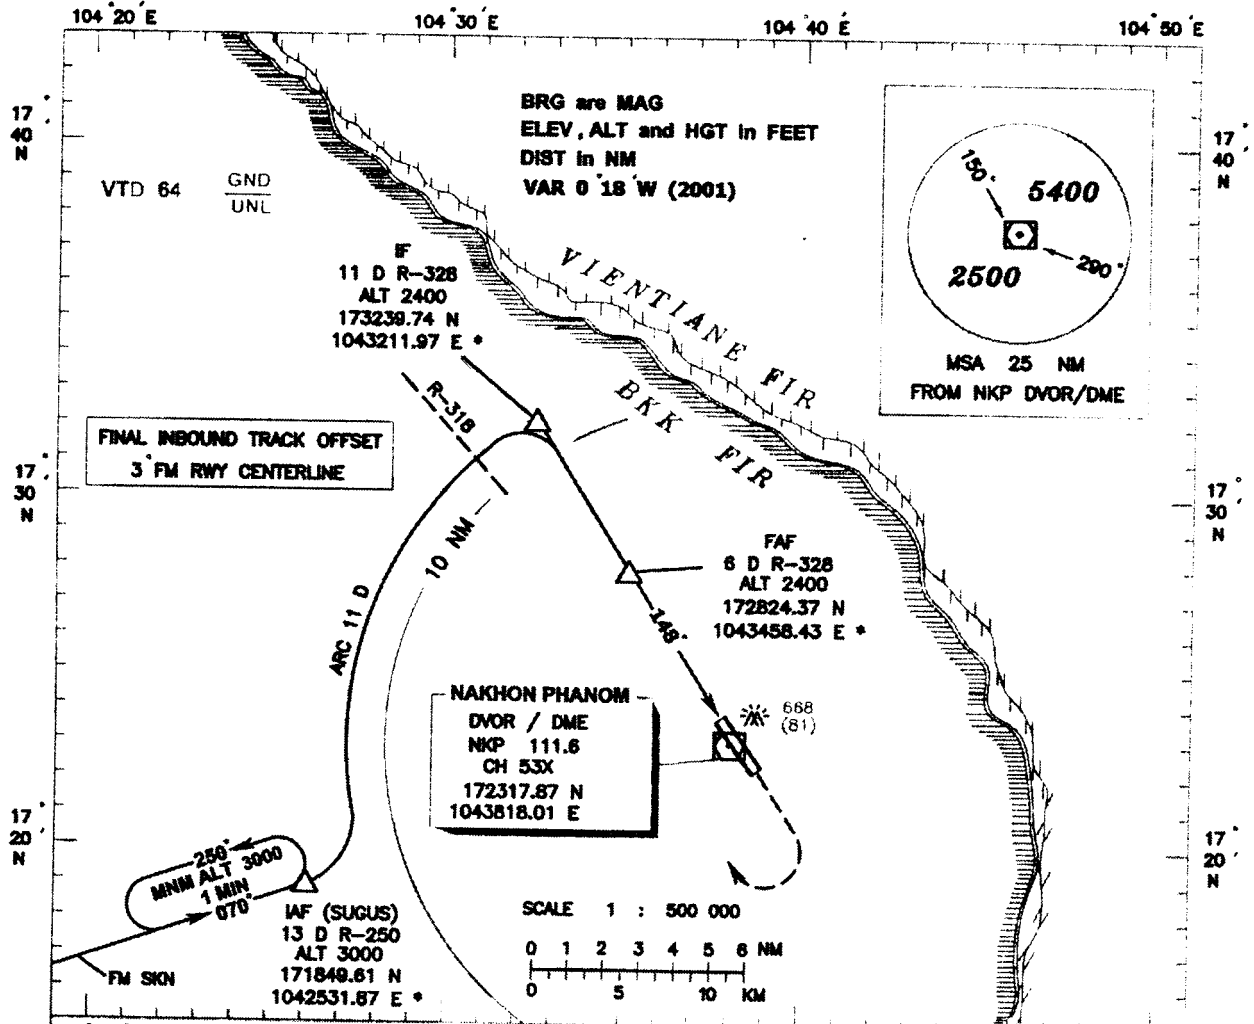 104°20'E 104°30'E 104°40'E 104°50'E
17°
40'
N
17°
40'
N
BRG are MAG
ELEV, ALT and HGT in FEET
DIST in NM
VAR 0°18'W (2001)
VTD 64
GND
UNL
150°
5400
2500
290°
MSA 25 NM
FROM NKP DVOR/DME
IF
11 D R-328
ALT 2400
173239.74 N
1043211.97 E *
VIENTIANE FIR
BKK FIR
R-318
FINAL INBOUND TRACK OFFSET
3°FM RWY CENTERLINE
17°
30'
N
17°
30'
N
10 NM
ARC 11 D
FAF
6 D R-328
ALT 2400
172824.37 N
1043458.43 E *
148°
NAKHON PHANOM
DVOR / DME
NKP 111.6
CH 53X
172317.87 N
1043818.01 E
668
(81)
17°
20'
N
17°
20'
N
250°
MNM ALT 3000
1 MIN
070°
IAF (SUGUS)
13 D R-250
ALT 3000
171849.61 N
1042531.87 E *
FM SKN
SCALE 1 : 500 000
0 1 2 3 4 5 6 NM
0 5 10 KM